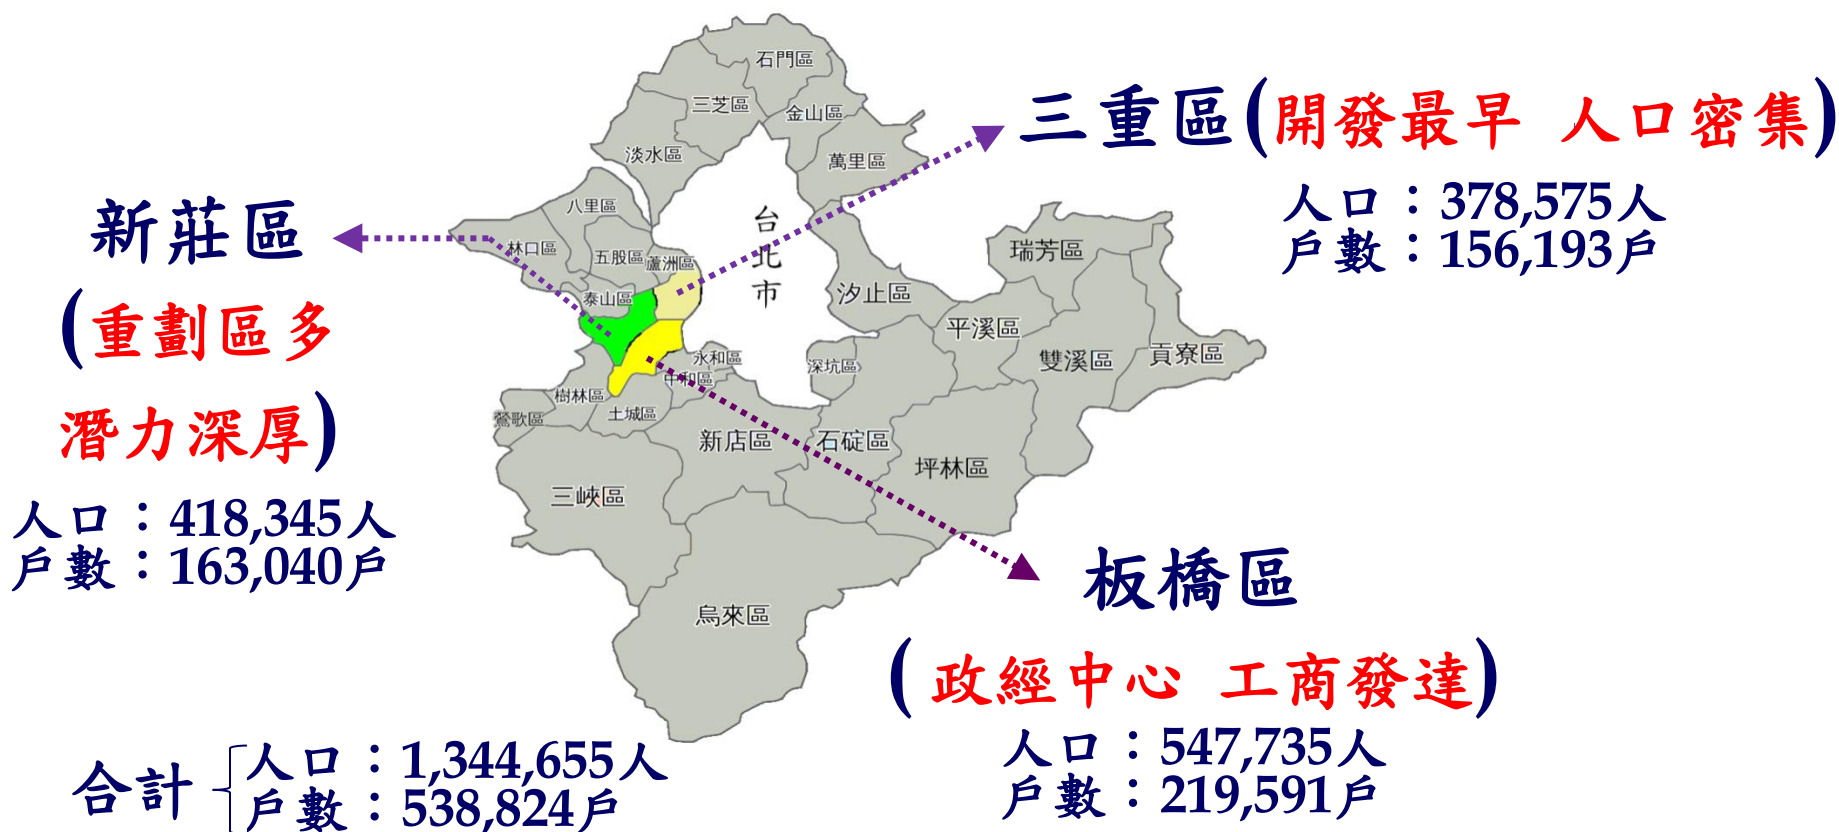 石門區
三芝區
金山區
淡水區
萬里區
三重區(開發最早 人口密集)
人口：378,575人
戶數：156,193戶
八里區
台北市
林口區
五股區
蘆洲區
瑞芳區
新莊區
(重劃區多
潛力深厚)
人口：418,345人
戶數：163,040戶
泰山區
汐止區
平溪區
雙溪區
貢寮區
永和區
中和區
深坑區
樹林區
土城區
鶯歌區
新店區
石碇區
坪林區
三峽區
烏來區
板橋區
(政經中心 工商發達)
人口：547,735人
戶數：219,591戶
合計
人口：1,344,655人
戶數：538,824戶